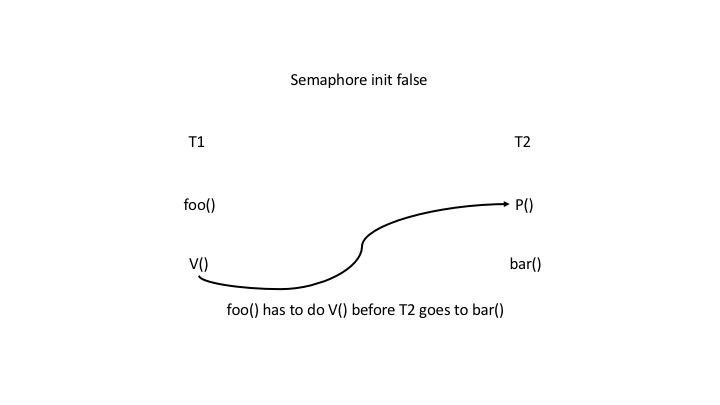 Semaphore init false
T1 T2
foo() P()
V() bar()
foo() has to do V() before T2 goes to bar()